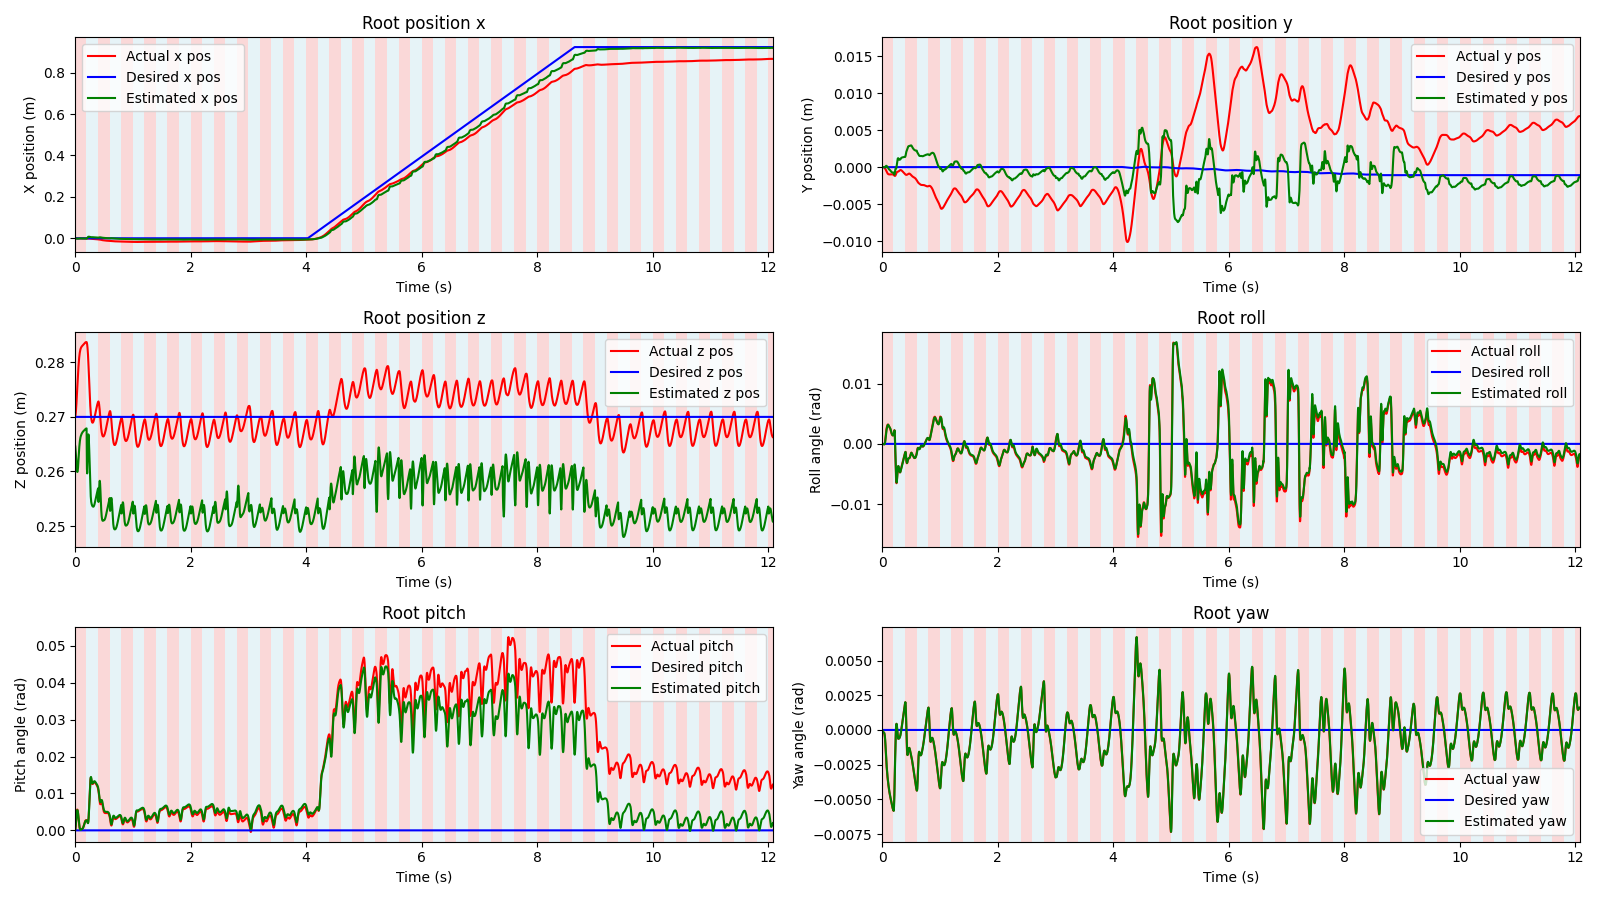 Root position x
Actual x pos
Desired x pos
Estimated x pos
X position (m)
0.8
0.6
0.4
0.2
0.0
0 2 4 6 8 10 12
Time (s)
Root position y
Actual y pos
Desired y pos
Estimated y pos
Y position (m)
0.015
0.010
0.005
0.000
−0.005
−0.010
0 2 4 6 8 10 12
Time (s)
Root position z
Actual z pos
Desired z pos
Estimated z pos
Z position (m)
0.28
0.27
0.26
0.25
0 2 4 6 8 10 12
Time (s)
Root roll
Actual roll
Desired roll
Estimated roll
Roll angle (rad)
0.01
0.00
−0.01
0 2 4 6 8 10 12
Time (s)
Root pitch
Actual pitch
Desired pitch
Estimated pitch
Pitch angle (rad)
0.05
0.04
0.03
0.02
0.01
0.00
0 2 4 6 8 10 12
Time (s)
Root yaw
Yaw angle (rad)
0.0050
0.0025
0.0000
−0.0025
−0.0050
−0.0075
Actual yaw
Desired yaw
Estimated yaw
0 2 4 6 8 10 12
Time (s)